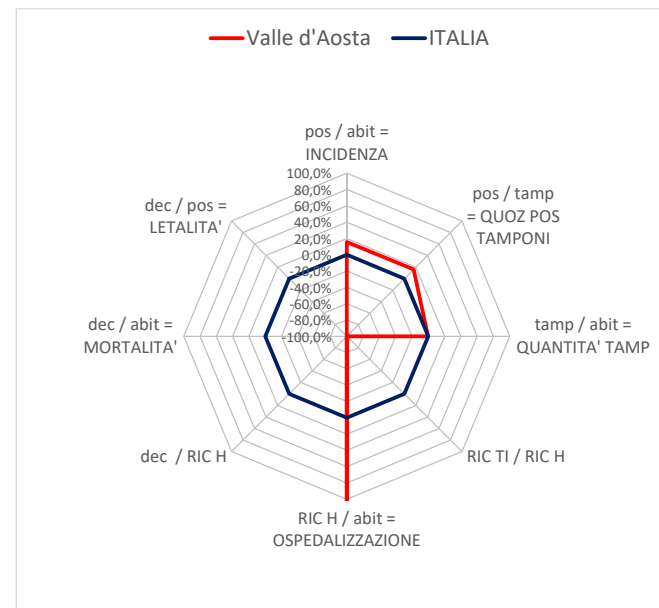 Valle d'Aosta ITALIA
pos / abit =
INCIDENZA
100,0%
80,0%
60,0%
40,0%
20,0%
0,0%
-20,0%
-40,0%
-60,0%
-80,0%
-100,0%
pos / tamp
= QUOZ POS
TAMPONI
tamp / abit =
QUANTITA' TAMP
RIC TI / RIC H
RIC H / abit =
OSPEDALIZZAZIONE
dec / RIC H
dec / abit =
MORTALITA'
dec / pos =
LETALITA'